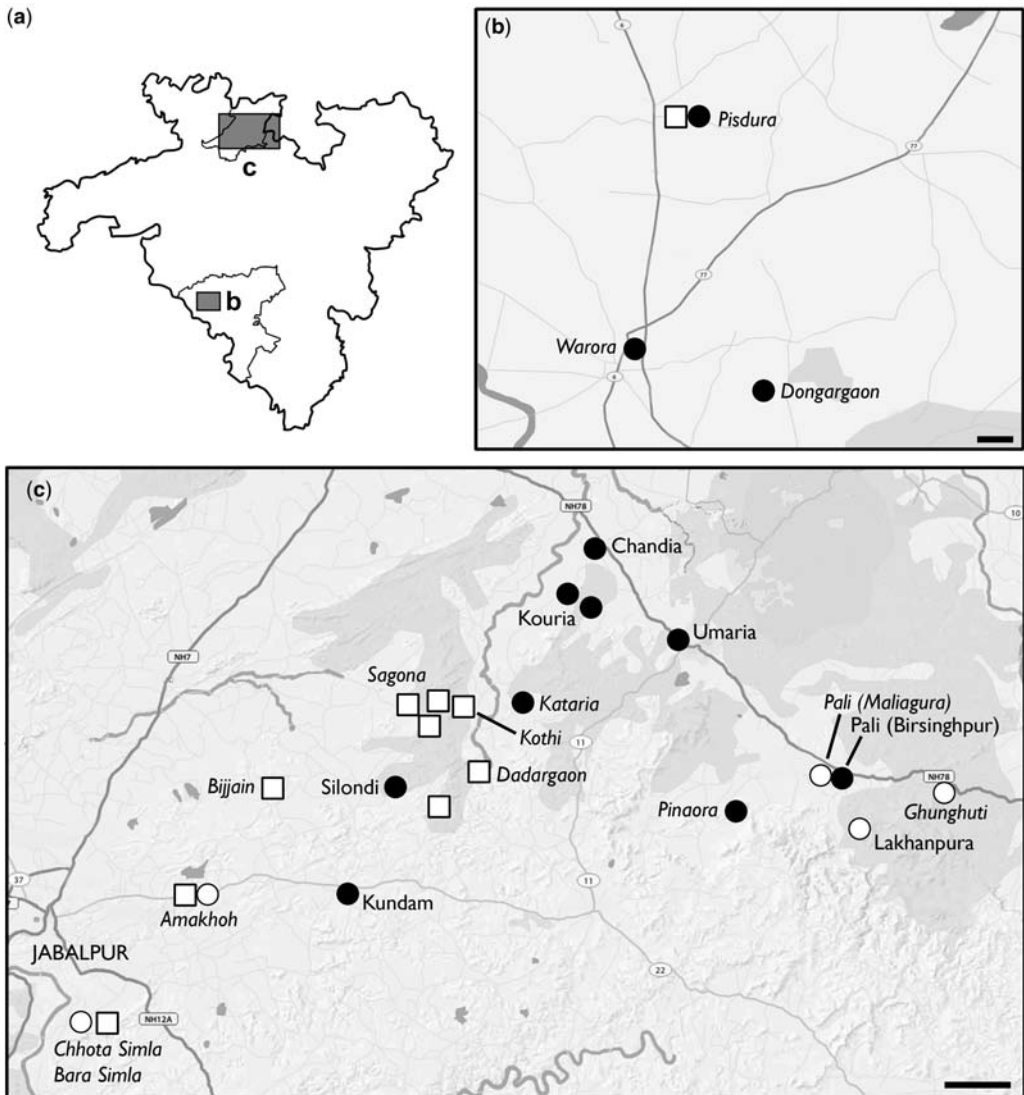 (a)
c
b
(b)
6
77
Pisdura
77
Warora
6
Dongargaon
(c)
NH78
10
Chandia
Kouria
Umaria
NH7
Sagona
Kataria
Kothi
11
Pali (Maliagura)
Pali (Birsinghpur)
Dadargaon
Bijjain
Silondi
NH78
Ghunghuti
Pinaora
Lakhanpura
37
11
Amakhoh
Kundam
JABALPUR
22
NH12A
Chhota Simla
Bara Simla